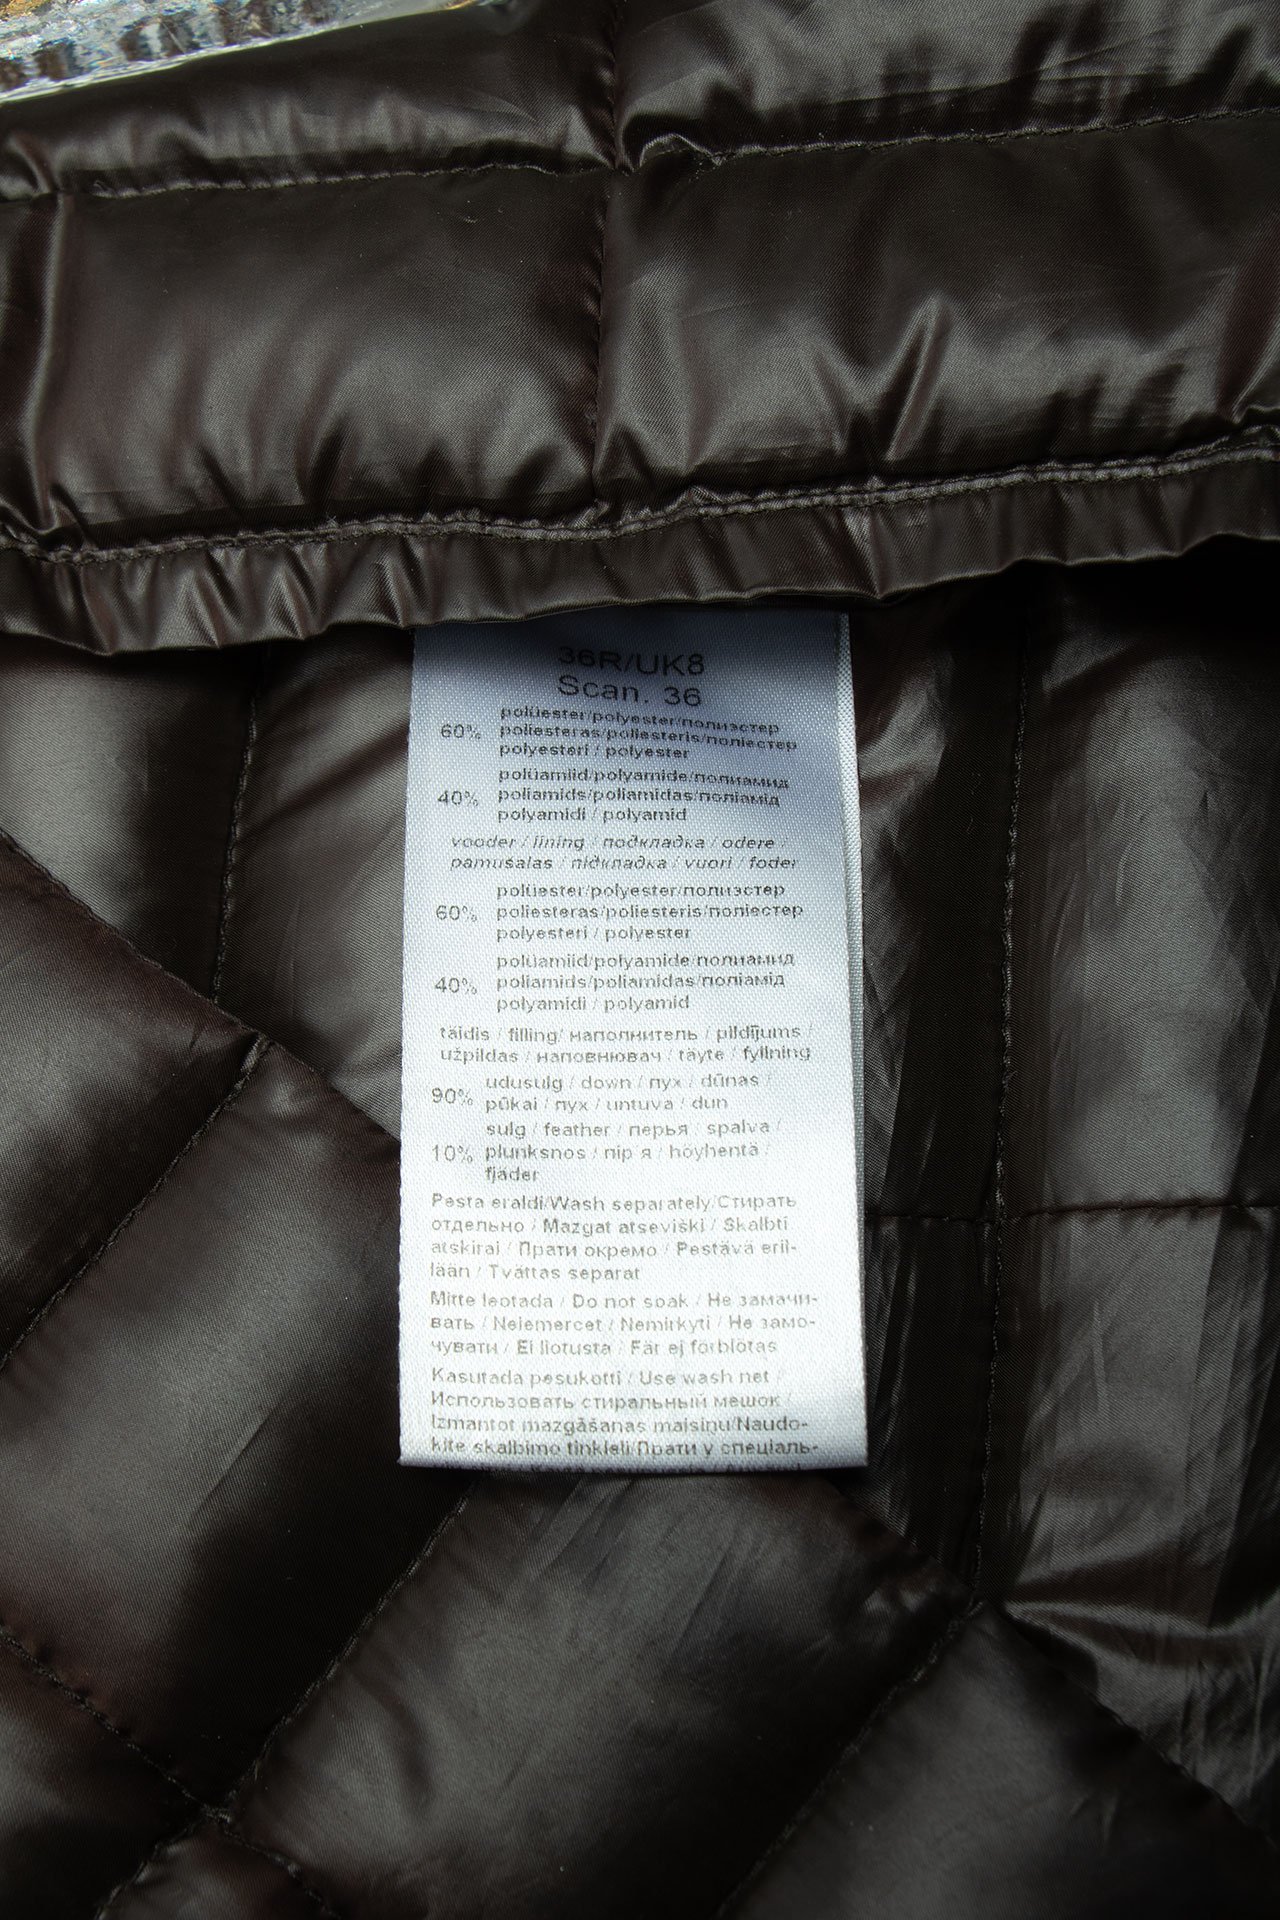 36R/UK8
Scan. 36
polüester/polyester/полиэстер
60% poliesteras/poliesteris/поліестер
polyesteri / polyester
polüamiid/polyamide/полиамид
40% poliamids/poliamidas/поліамід
polyamidi / polyamid
vooder / lining / подкладка / odere /
pamušalas / підкладка / vuori / foder
polüester/polyester/полиэстер
60% poliesteras/poliesteris/поліестер
polyesteri / polyester
polüamiid/polyamide/полиамид
40% poliamids/poliamidas/поліамід
polyamidi / polyamid
täidis / filling/ наполнитель / pildījums /
užpildas / наповнювач / täyte / fyllning
90% udusulg / down / пух / dūnas /
pūkai / пух / untuva / dun
sulg / feather / перья / spalva /
10% plunksnos / пір я / höyhentä /
fjäder
Pesta eraldi/Wash separately/Стирать
отдельно / Mazgat atsevišķi / Skalbti
atskirai / Прати окремо / Pestävä eril-
lään / Tvättas separat
Mitte leotada / Do not soak / Не замачи-
вать / Neiemercet / Nemirkyti / Не замо-
чувати / Ei liotusta / Får ej förblötas
Kasutada pesukotti / Use wash net /
Использовать стиральный мешок /
Izmantot mazgāšanas maisiņu/Naudo-
kite skalbimo tinkleli/Прати у спеціаль-